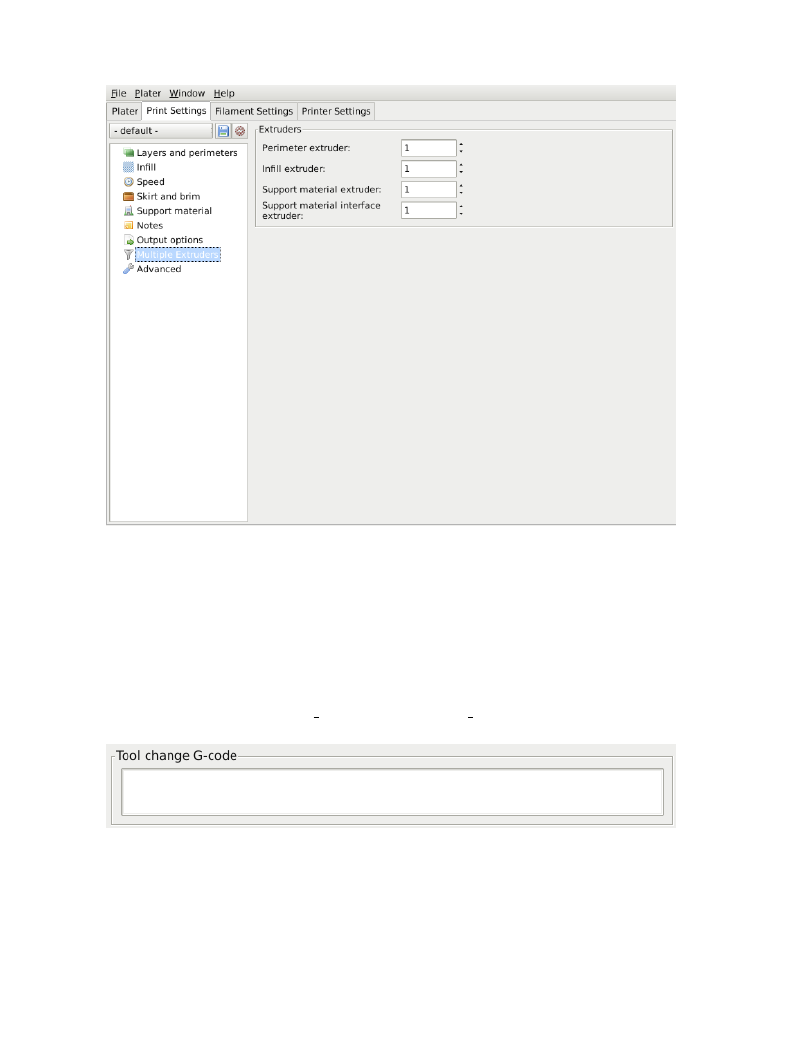 File Plater Window Help
Plater Print Settings Filament Settings Printer Settings
- default -
Layers and perimeters
Infill
Speed
Skirt and brim
Support material
Notes
Output options
Multiple Extruders
Advanced
Extruders
Perimeter extruder: 1
Infill extruder: 1
Support material extruder: 1
Support material interface
extruder: 1
Tool change G-code